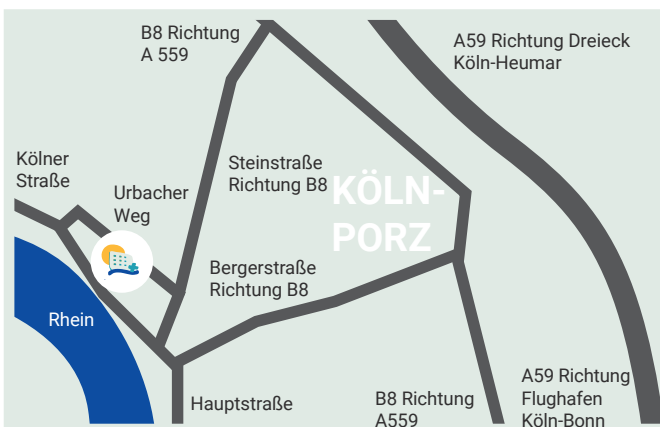 B8 Richtung
A 559
A59 Richtung Dreieck
Köln-Heumar
Kölner
Straße
Urbacher
Weg
Steinstraße
Richtung B8
KÖLN-
PORZ
Bergerstraße
Richtung B8
Rhein
Hauptstraße
B8 Richtung
A559
A59 Richtung
Flughafen
Köln-Bonn